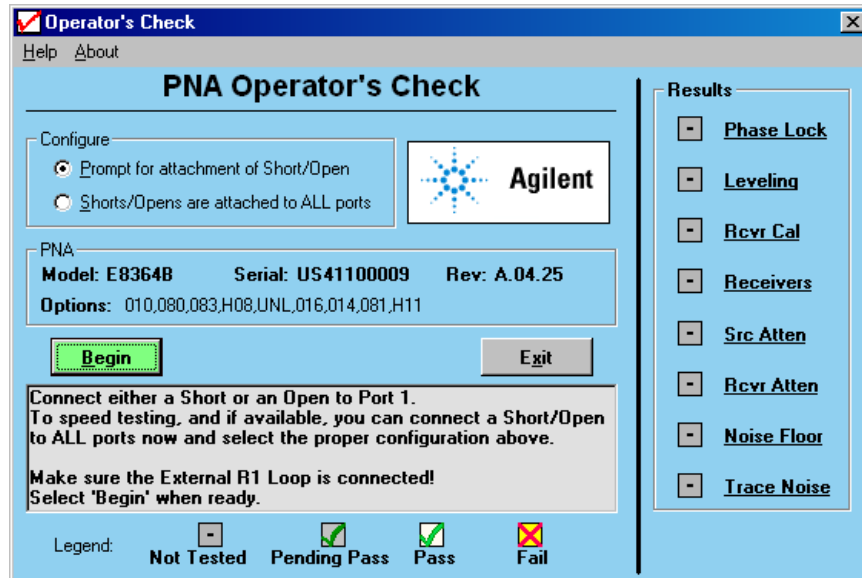 Operator's Check
Help About
PNA Operator's Check
Configure
Prompt for attachment of Short/Open
Shorts/Opens are attached to ALL ports
Agilent
PNA
Model: E8364B Serial: US41100009 Rev: A.04.25
Options: 010,080,083,H08,UNL,016,014,081,H11
Begin
Exit
Connect either a Short or an Open to Port 1.
To speed testing, and if available, you can connect a Short/Open
to ALL ports now and select the proper configuration above.
Make sure the External R1 Loop is connected!
Select 'Begin' when ready.
Legend:
- Not Tested
Pending Pass
Pass
Fail
Results
- Phase Lock
- Leveling
- Rcvr Cal
- Receivers
- Src Atten
- Rcvr Atten
- Noise Floor
- Trace Noise